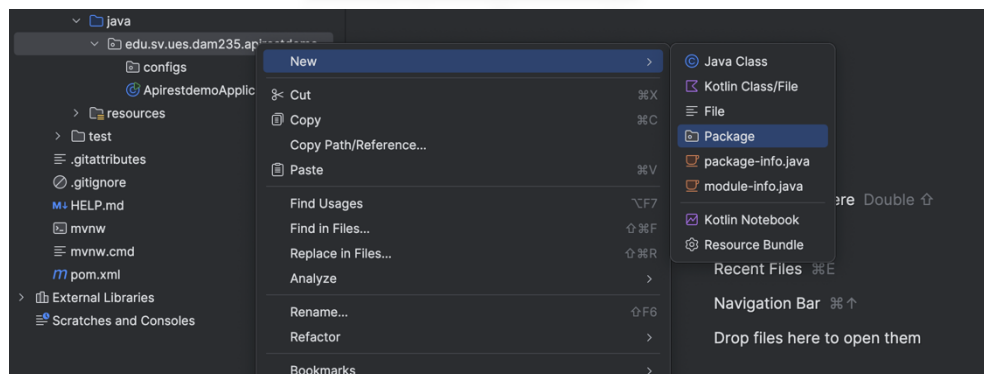 java
edu.sv.ues.dam235.apirestdemo
configs
ApirestdemoApplic
resources
test
.gitattributes
.gitignore
M↓ HELP.md
mvnw
mvnw.cmd
m pom.xml
External Libraries
Scratches and Consoles
New
Cut ⌘X
Copy ⌘C
Copy Path/Reference...
Paste ⌘V
Find Usages ⌥F7
Find in Files... ⇧⌘F
Replace in Files... ⇧⌘R
Analyze
Rename... ⇧F6
Refactor
Bookmarks
Java Class
Kotlin Class/File
File
Package
package-info.java
module-info.java
Kotlin Notebook
Resource Bundle
ere Double ⇧
Recent Files ⌘E
Navigation Bar ⌘↑
Drop files here to open them